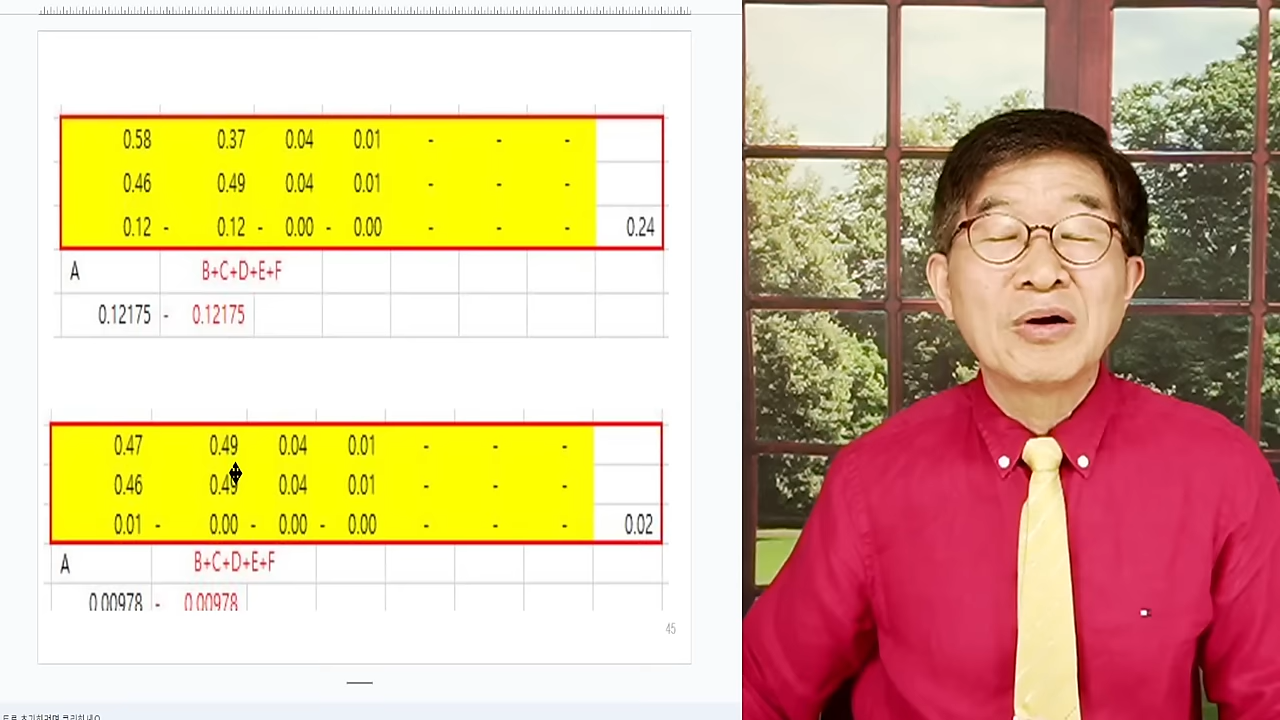 0.58 0.37 0.04 0.01 - - -
0.46 0.49 0.04 0.01 - - -
0.12 - 0.12 - 0.00 - 0.00 - - - 0.24
A B+C+D+E+F
0.12175 - 0.12175
0.47 0.49 0.04 0.01 - - -
0.46 0.49 0.04 0.01 - - -
0.01 - 0.00 - 0.00 - 0.00 - - - 0.02
A B+C+D+E+F
0.00978 - 0.00978
45